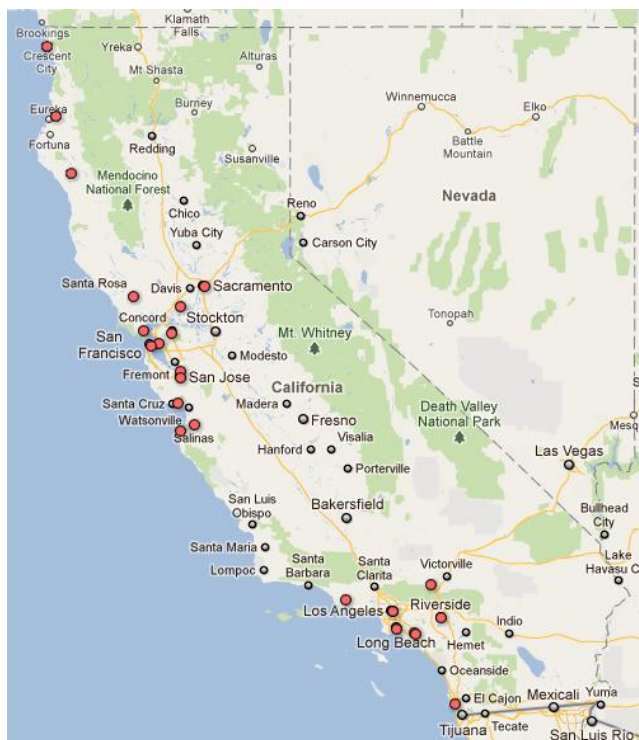 Brookings
Klamath
Falls
Crescent
City
Yreka
Alturas
Mt Shasta
Burney
Winnemucca
Elko
Eureka
Fortuna
Redding
Battle
Mountain
Susanville
Mendocino
National Forest
Nevada
Chico
Reno
Yuba City
Carson City
Santa Rosa
Davis
Sacramento
Concord
Stockton
Tonopah
San
Francisco
Mt. Whitney
Modesto
Fremont
San Jose
California
Santa Cruz
Madera
Death Valley
National Park
Watsonville
Fresno
Salinas
Visalia
Hanford
Las Vegas
Porterville
San Luis
Obispo
Bakersfield
Bullhead
City
Santa Maria
Lompoc
Santa
Barbara
Santa
Clarita
Victorville
Lake
Havasu C
Los Angeles
Riverside
Indio
Long Beach
Hemet
Oceanside
El Cajon
Mexicali
Yuma
Tijuana
Tecate
San Luis Río